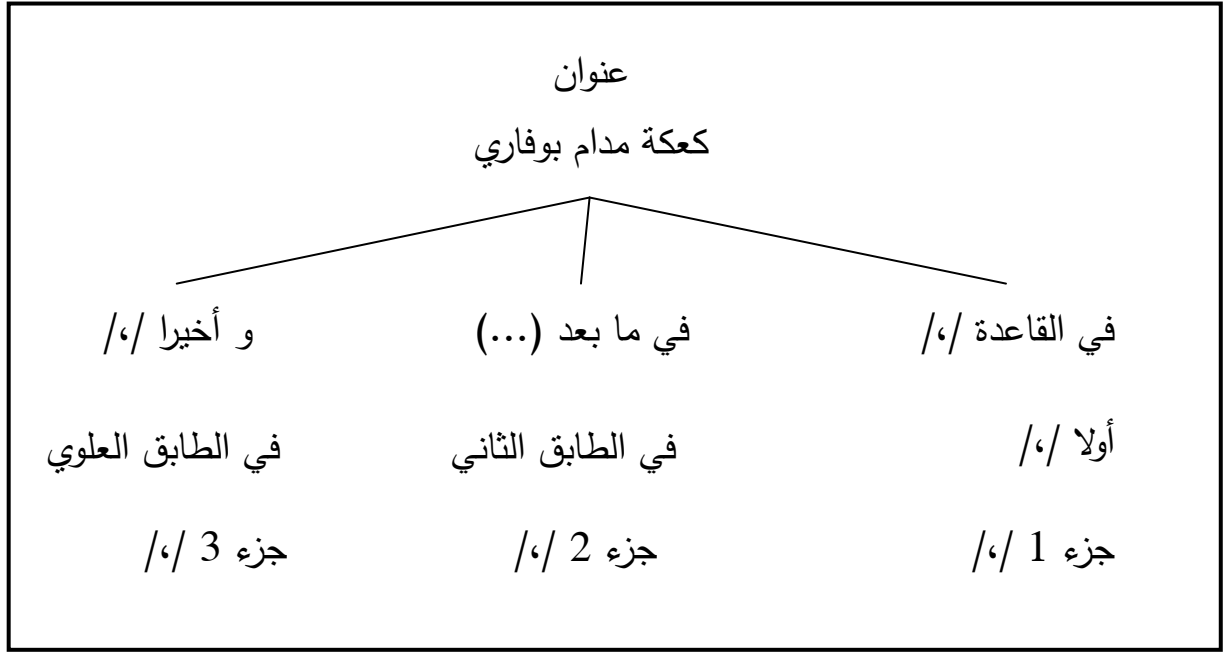 عنوان
كعكة مدام بوفاري
في القاعدة /،/ في ما بعد (...) و أخيرا /،/
أولا /،/ في الطابق الثاني في الطابق العلوي
جزء 1 /،/ جزء 2 /،/ جزء 3 /،/